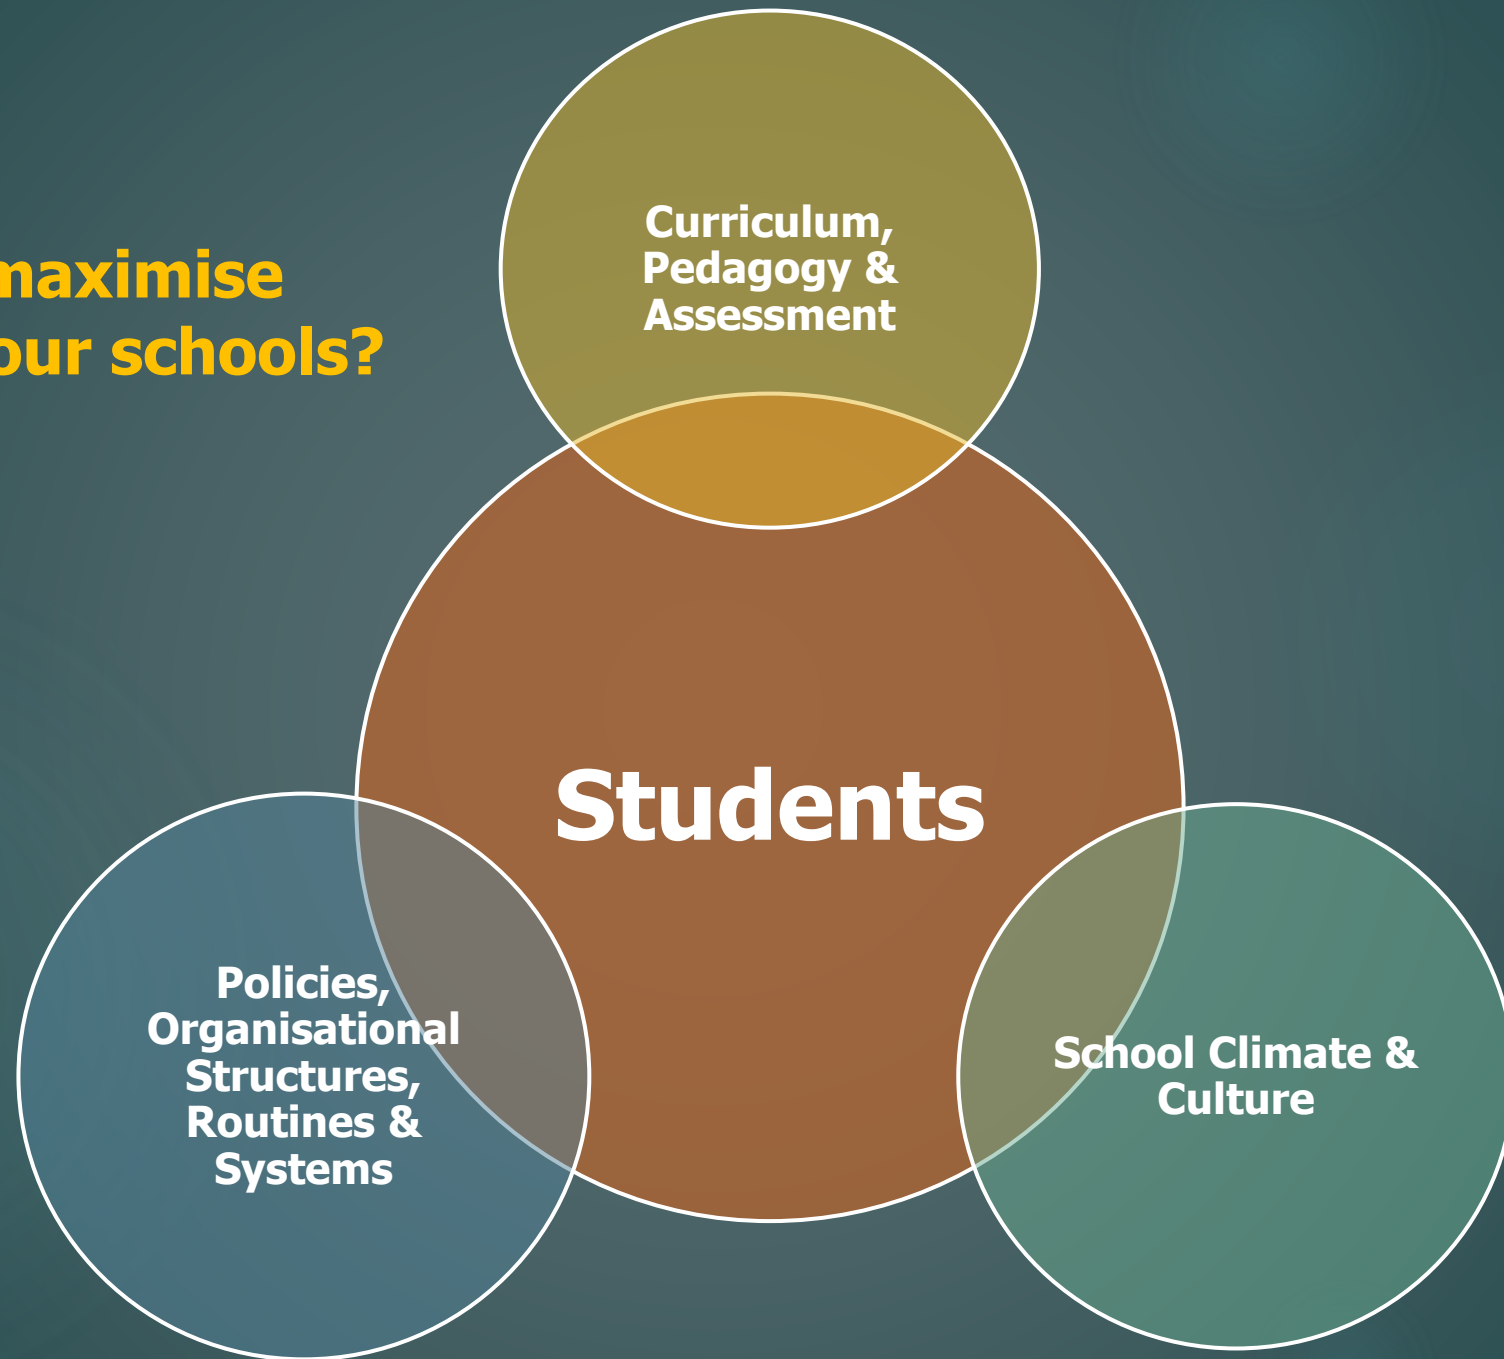 maximise
our schools?
Curriculum,
Pedagogy &
Assessment
Students
Policies,
Organisational
Structures,
Routines &
Systems
School Climate &
Culture